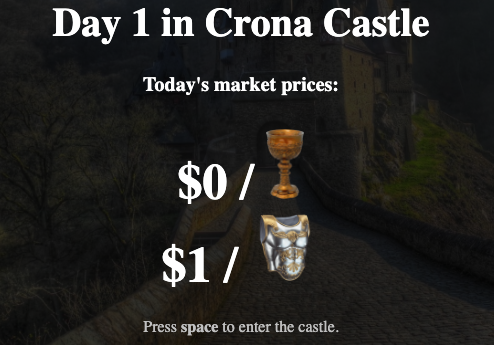 Day 1 in Crona Castle
Today's market prices:
$0 /
$1 /
Press space to enter the castle.